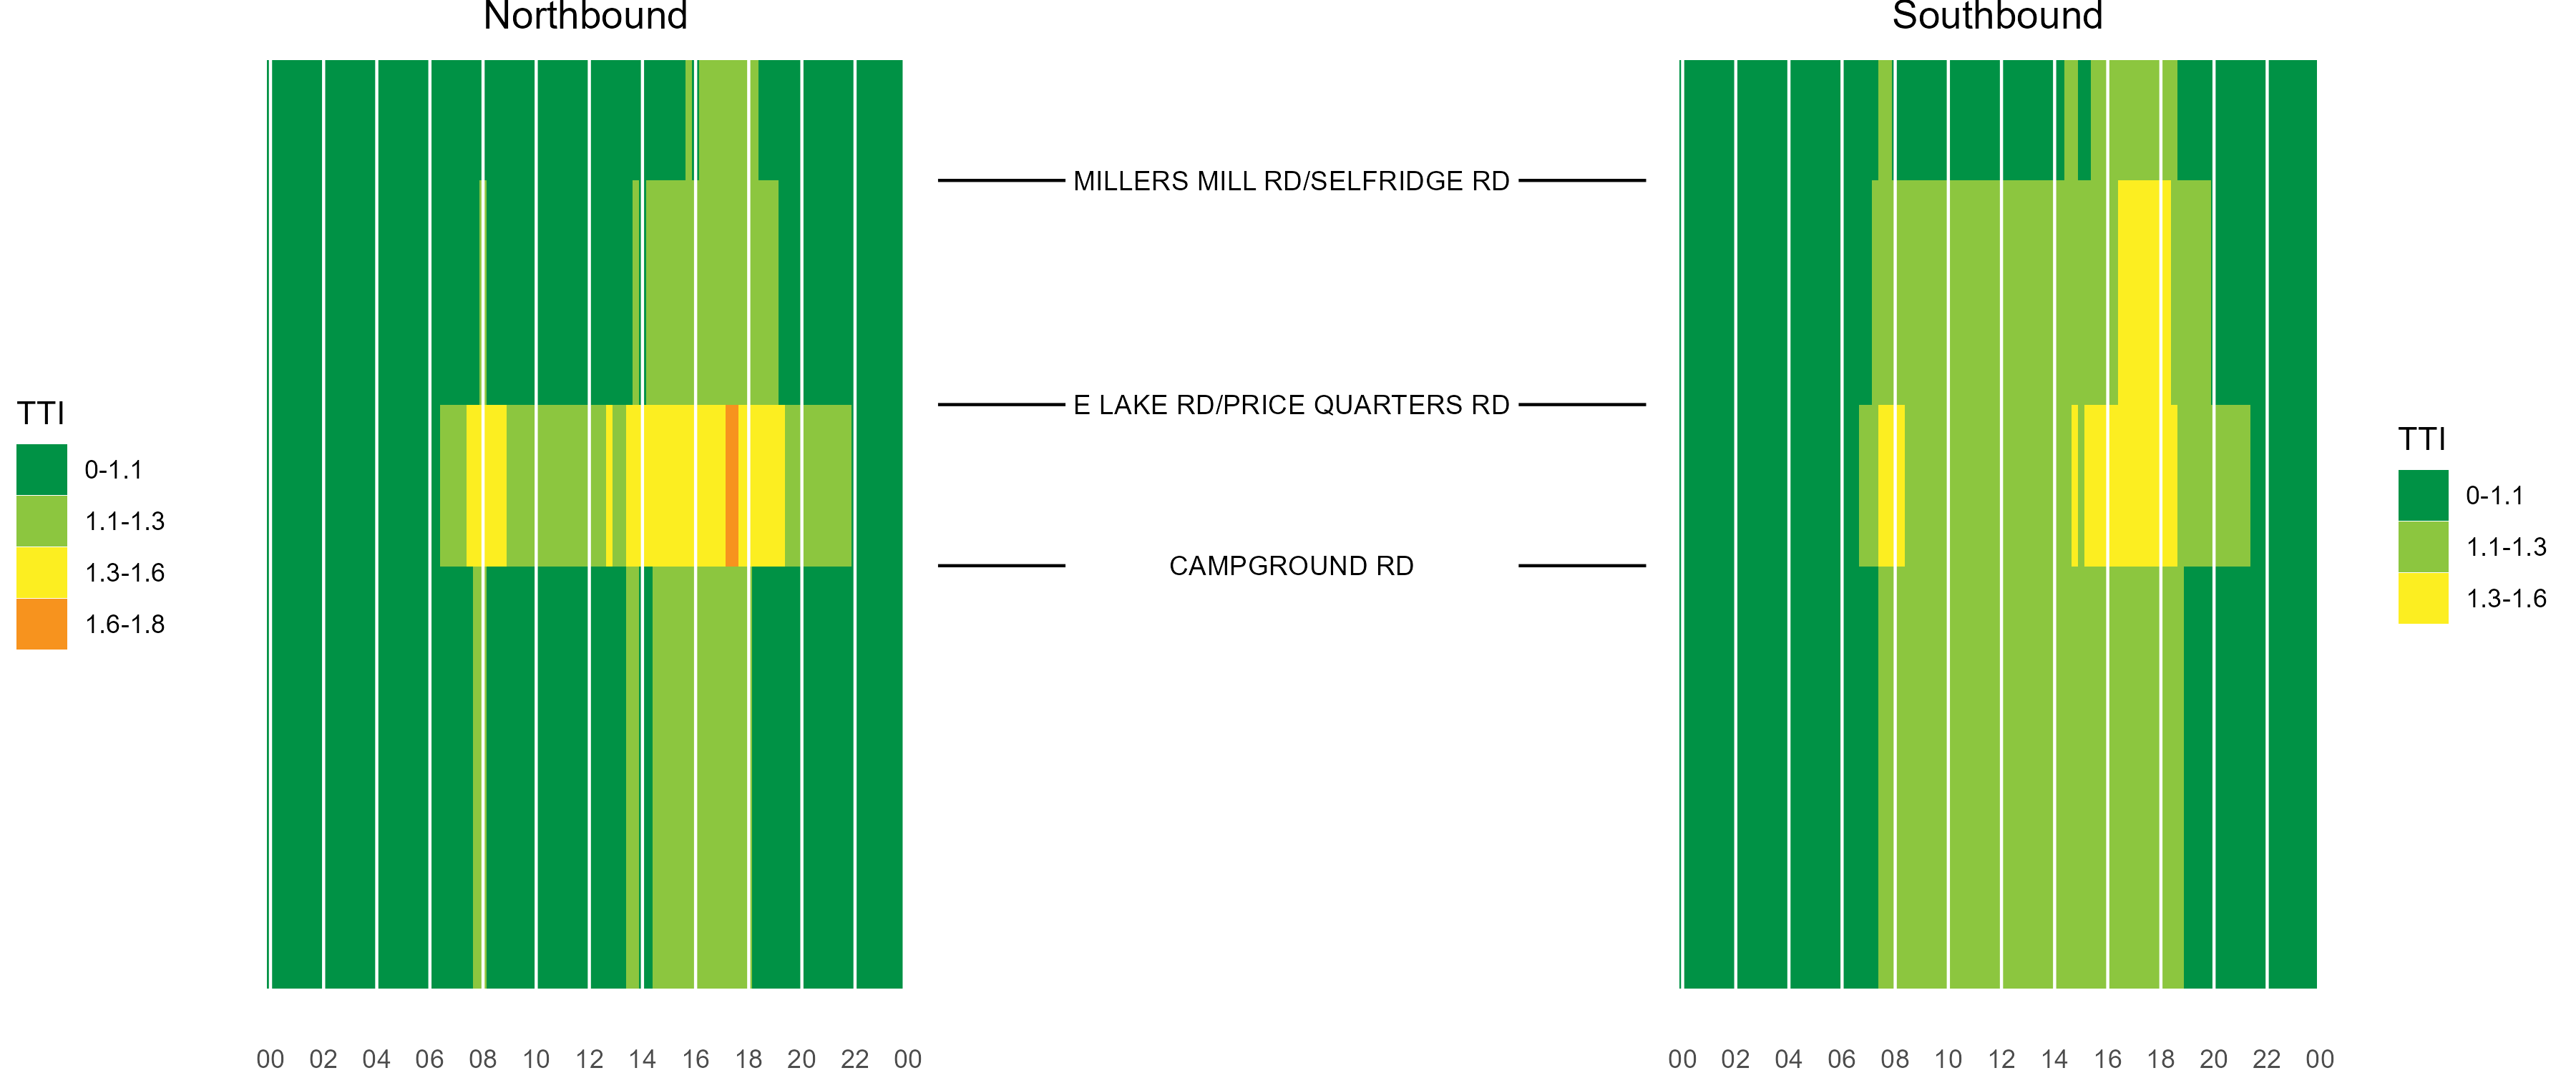 Northbound
Southbound
MILLERS MILL RD/SELFRIDGE RD
E LAKE RD/PRICE QUARTERS RD
CAMPGROUND RD
TTI
0-1.1
1.1-1.3
1.3-1.6
1.6-1.8
TTI
0-1.1
1.1-1.3
1.3-1.6
00 02 04 06 08 10 12 14 16 18 20 22 00
00 02 04 06 08 10 12 14 16 18 20 22 00